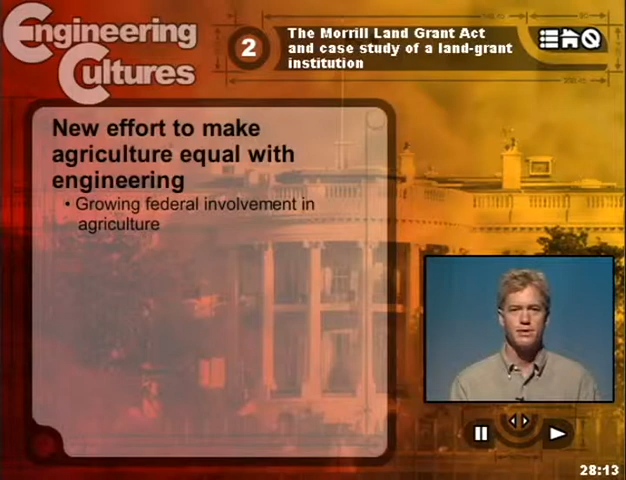 Engineering
Cultures
2
The Morrill Land Grant Act
and case study of a land-grant
institution
New effort to make
agriculture equal with
engineering
• Growing federal involvement in
agriculture
28:13